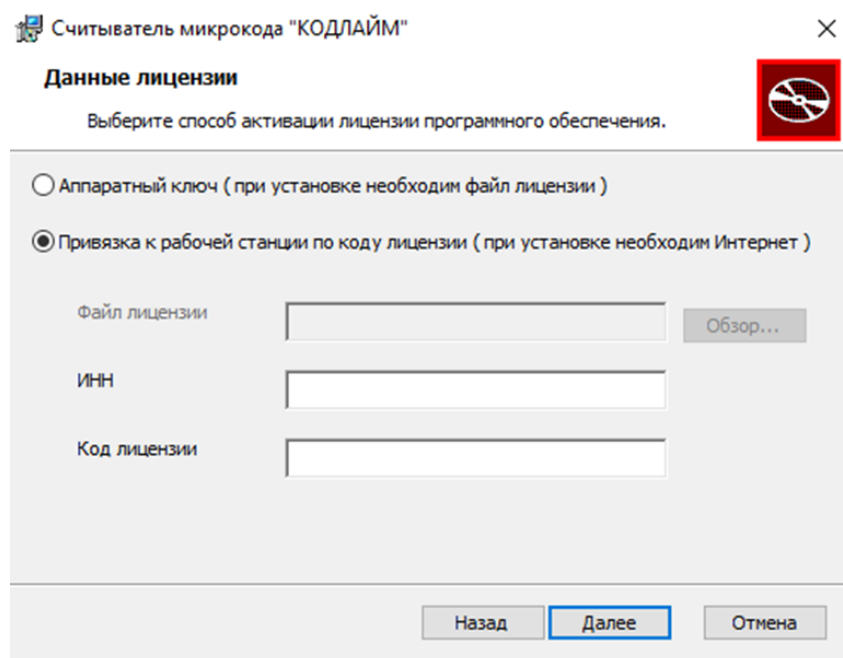 Считыватель микрокода "КОДЛАЙМ"
Данные лицензии
Выберите способ активации лицензии программного обеспечения.
Аппаратный ключ ( при установке необходим файл лицензии )
Привязка к рабочей станции по коду лицензии ( при установке необходим Интернет )
Файл лицензии
Обзор...
ИНН
Код лицензии
Назад
Далее
Отмена